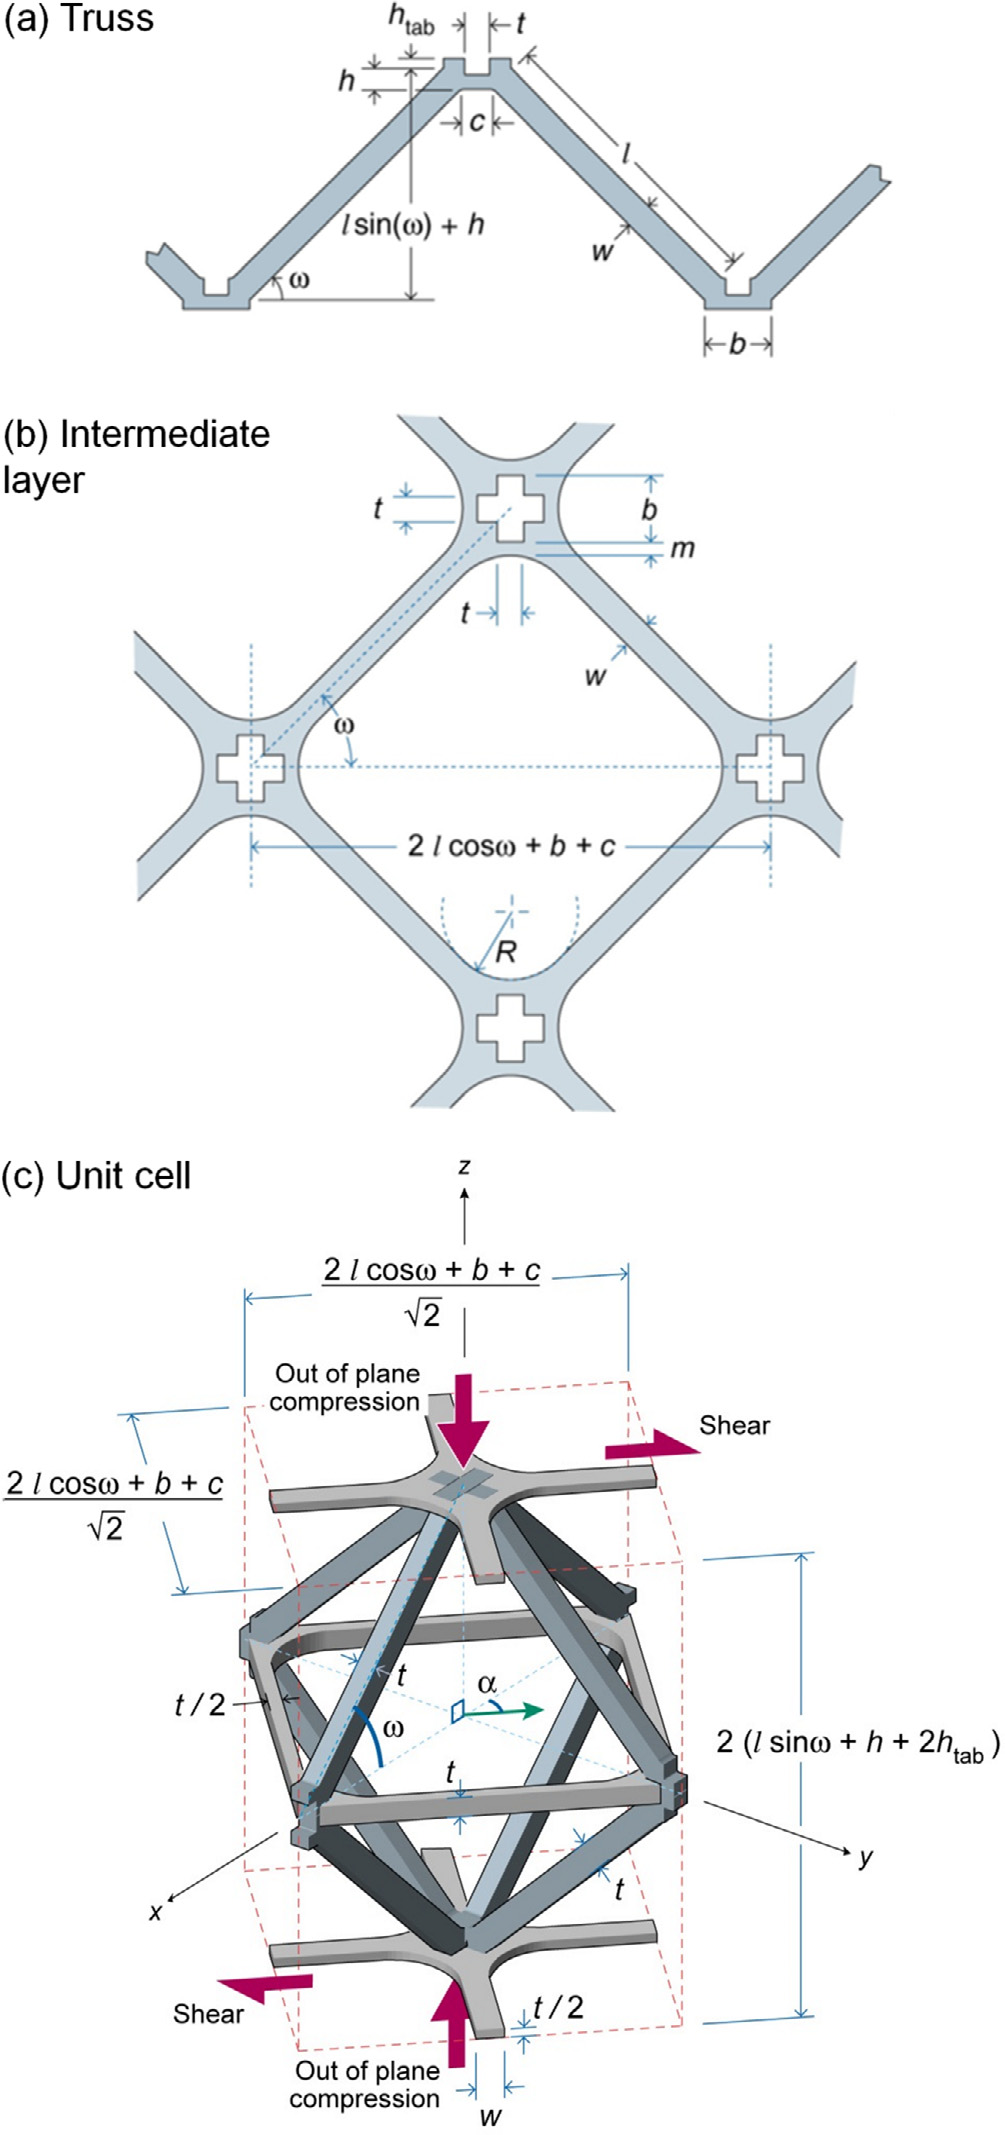 (a) Truss
h_tab
t
h
c
l
l sin(ω) + h
w
ω
b
(b) Intermediate
layer
t
b
m
t
w
ω
2 l cosω + b + c
R
(c) Unit cell
z
2 l cosω + b + c
√2
Out of plane
compression
Shear
2 l cosω + b + c
√2
t
α
t / 2
ω
2 (l sinω + h + 2h_tab)
t
y
t
x
Shear
t / 2
Out of plane
compression
w